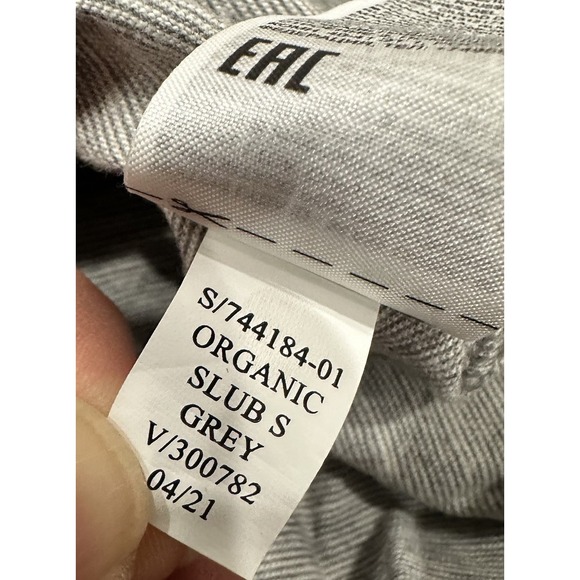 EAC
S/744184-01
ORGANIC
SLUB S
GREY
V/300782
04/21